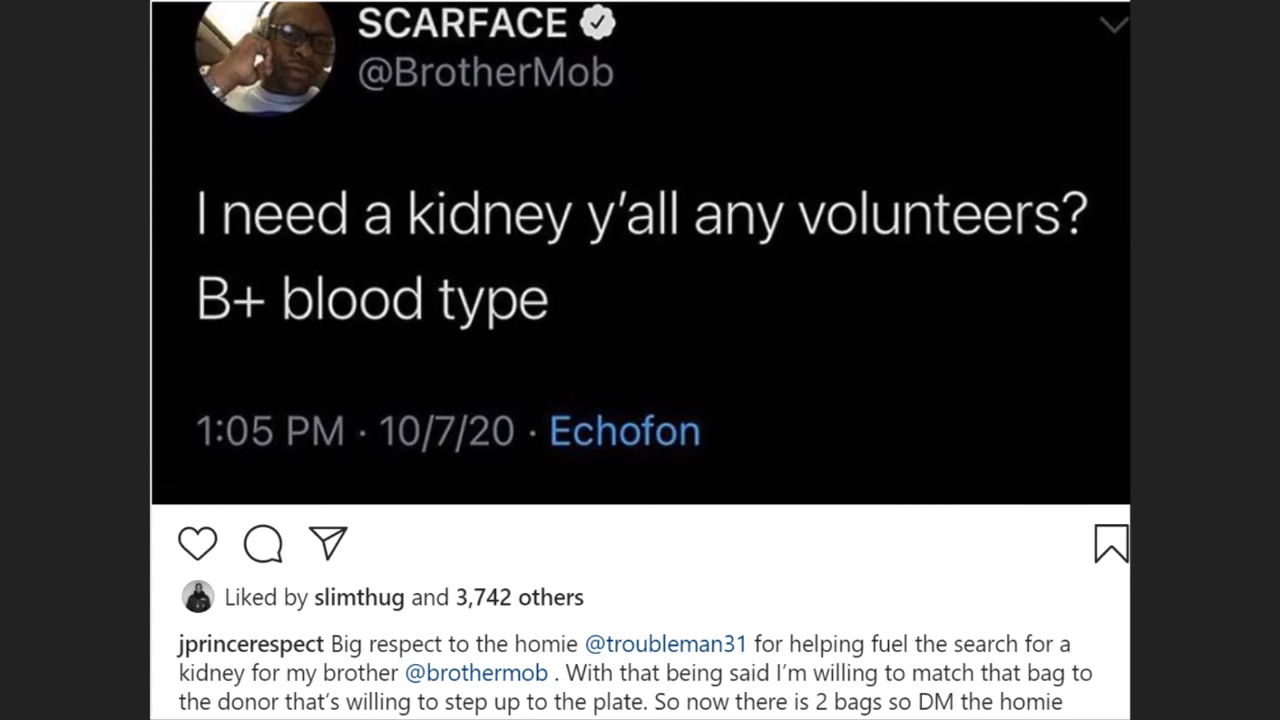 SCARFACE
@BrotherMob
I need a kidney y'all any volunteers?
B+ blood type
1:05 PM · 10/7/20 · Echofon
Liked by slimthug and 3,742 others
jprincerespect Big respect to the homie @troubleman31 for helping fuel the search for a
kidney for my brother @brothermob . With that being said I'm willing to match that bag to
the donor that's willing to step up to the plate. So now there is 2 bags so DM the homie